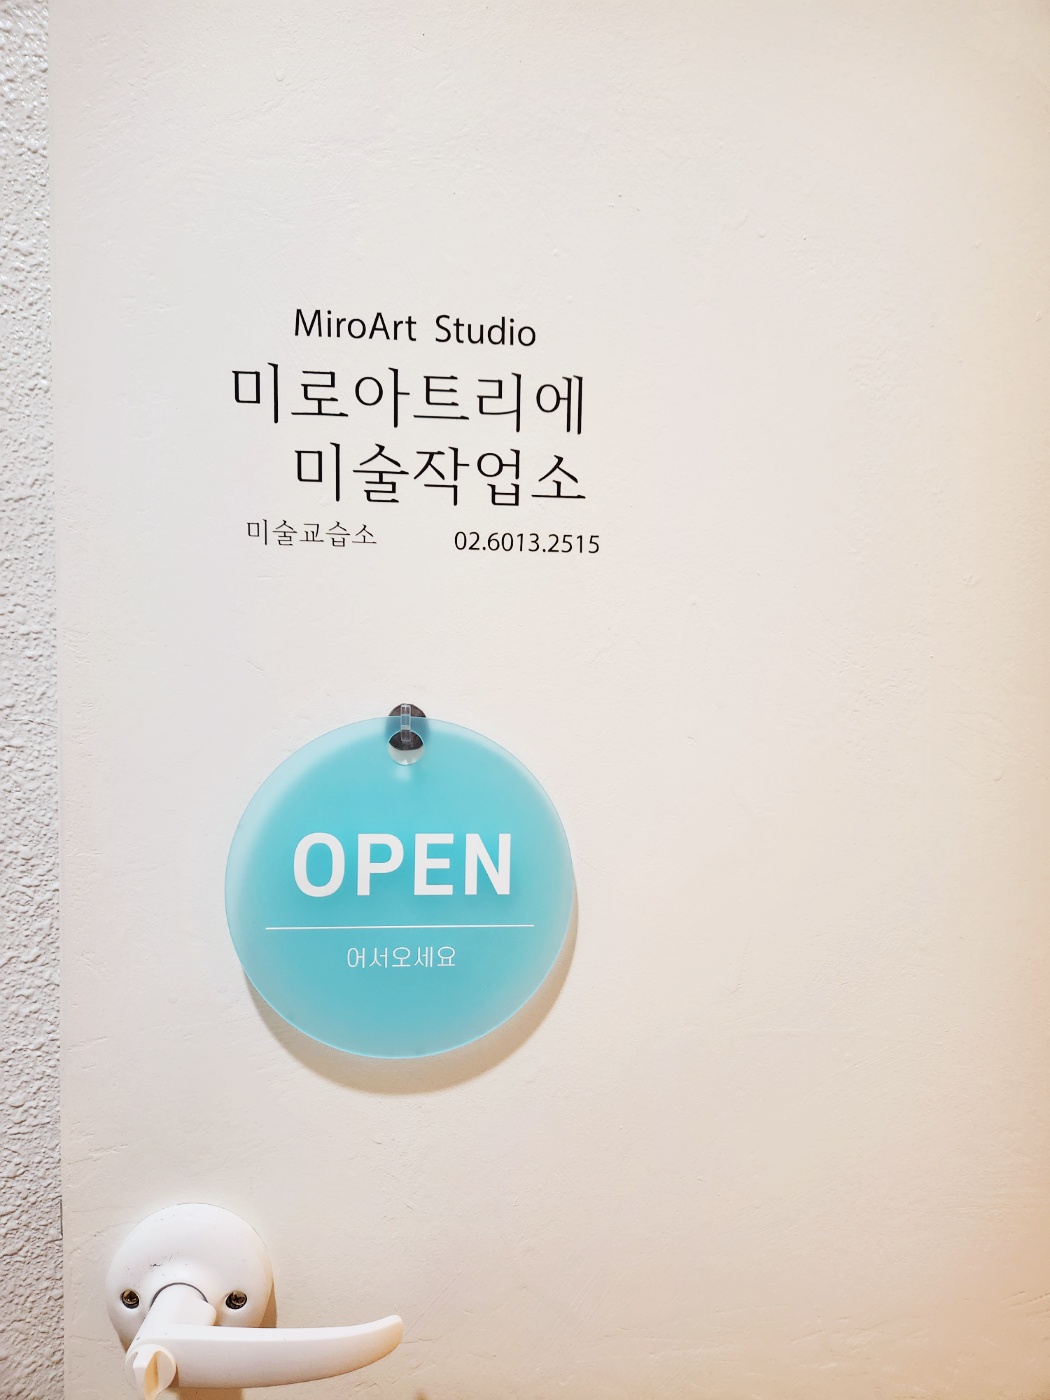 MiroArt Studio
미로아트리에
미술작업소
미술교습소 02.6013.2515
OPEN
어서오세요